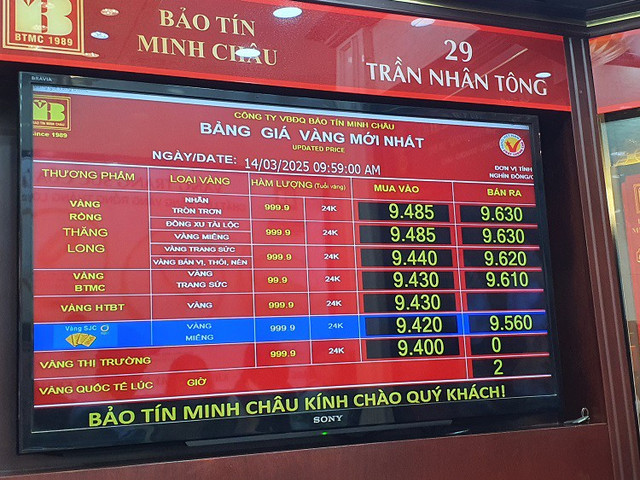 BẢO TÍN
MINH CHÂU
BTMC 1989
29
TRẦN NHÂN TÔNG
BRAVIA
BẢO TÍN MINH CHÂU
Since 1989
CÔNG TY VBĐQ BẢO TÍN MINH CHÂU
BẢNG GIÁ VÀNG MỚI NHẤT
UPDATED PRICE
NGÀY/DATE: 14/03/2025 09:59:00 AM
ĐƠN VỊ TÍNH
NGHÌN ĐỒNG/C
THƯƠNG PHẨM LOẠI VÀNG HÀM LƯỢNG (Tuổi vàng) MUA VÀO BÁN RA
VÀNG RỒNG THĂNG LONG
NHẪN TRÒN TRƠN 999.9 24K 9.485 9.630
ĐỒNG XU TÀI LỘC
VÀNG MIẾNG 999.9 24K 9.485 9.630
VÀNG TRANG SỨC
VÀNG BẢN VỊ, THỎI, NÉN 999.9 24K 9.440 9.620
VÀNG BTMC VÀNG TRANG SỨC 99.9 24K 9.430 9.610
VÀNG HTBT VÀNG 999.9 24K 9.430
Vàng SJC VÀNG MIẾNG 999.9 24K 9.420 9.560
VÀNG THỊ TRƯỜNG 999.9 24K 9.400 0
VÀNG QUỐC TẾ LÚC GIỜ 2
BẢO TÍN MINH CHÂU KÍNH CHÀO QUÝ KHÁCH!
SONY